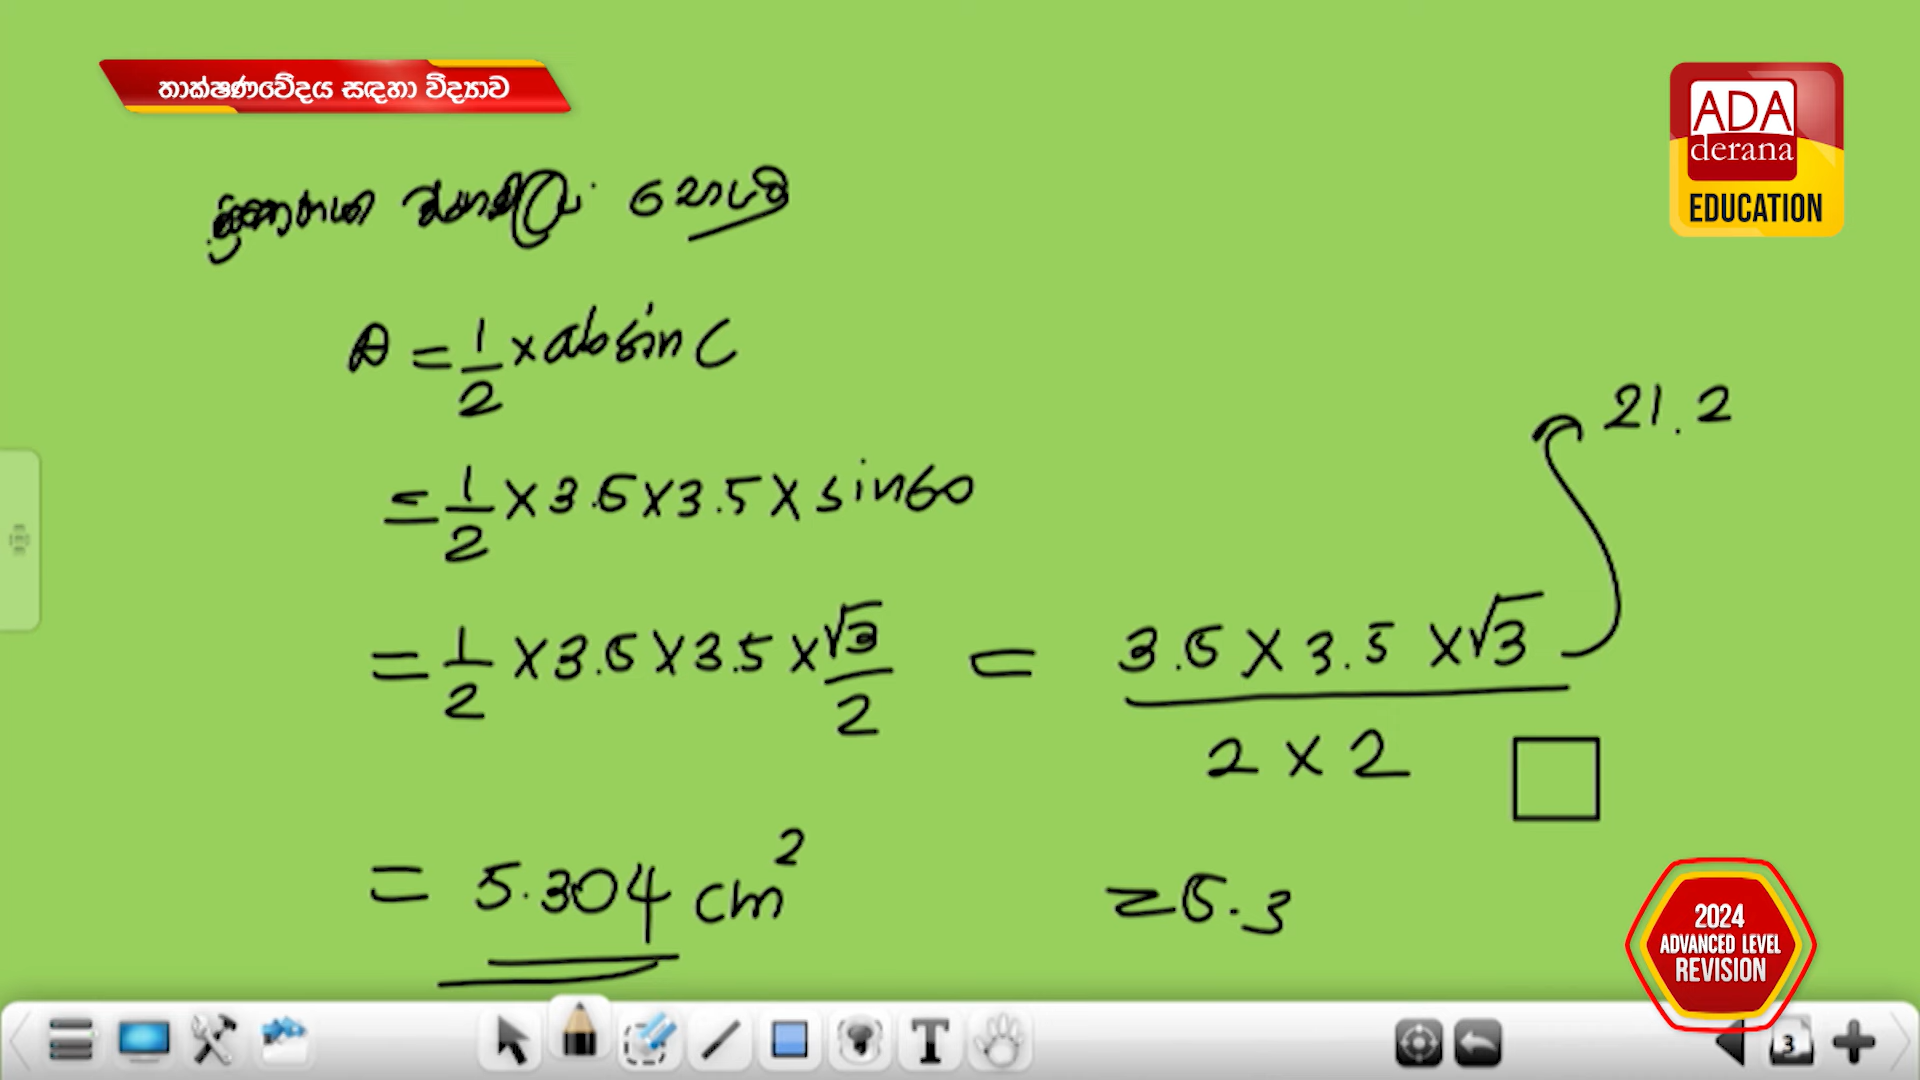 තාක්ෂණවේදය සඳහා විද්‍යාව
ADA
derana
EDUCATION
සොයමු
A = 1/2 × ab sin C
21.2
= 1/2 × 3.5 × 3.5 × sin60
= 1/2 × 3.5 × 3.5 × √3/2 = 3.5 × 3.5 × √3 / 2 × 2
= 5.304 cm²
= 5.3
2024
ADVANCED LEVEL
REVISION
T
3